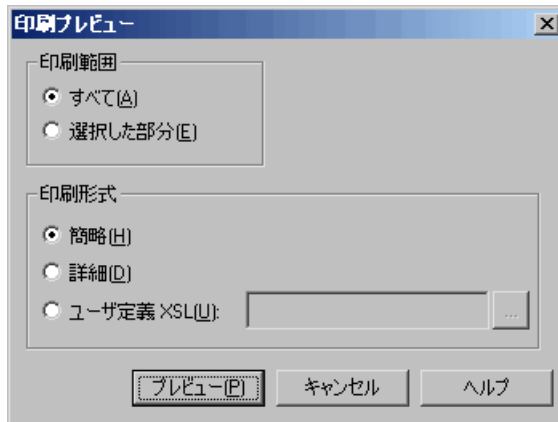 印刷プレビュー
印刷範囲
すべて(A)
選択した部分(E)
印刷形式
簡略(H)
詳細(D)
ユーザ定義 XSL(U):
...
プレビュー(P) キャンセル ヘルプ